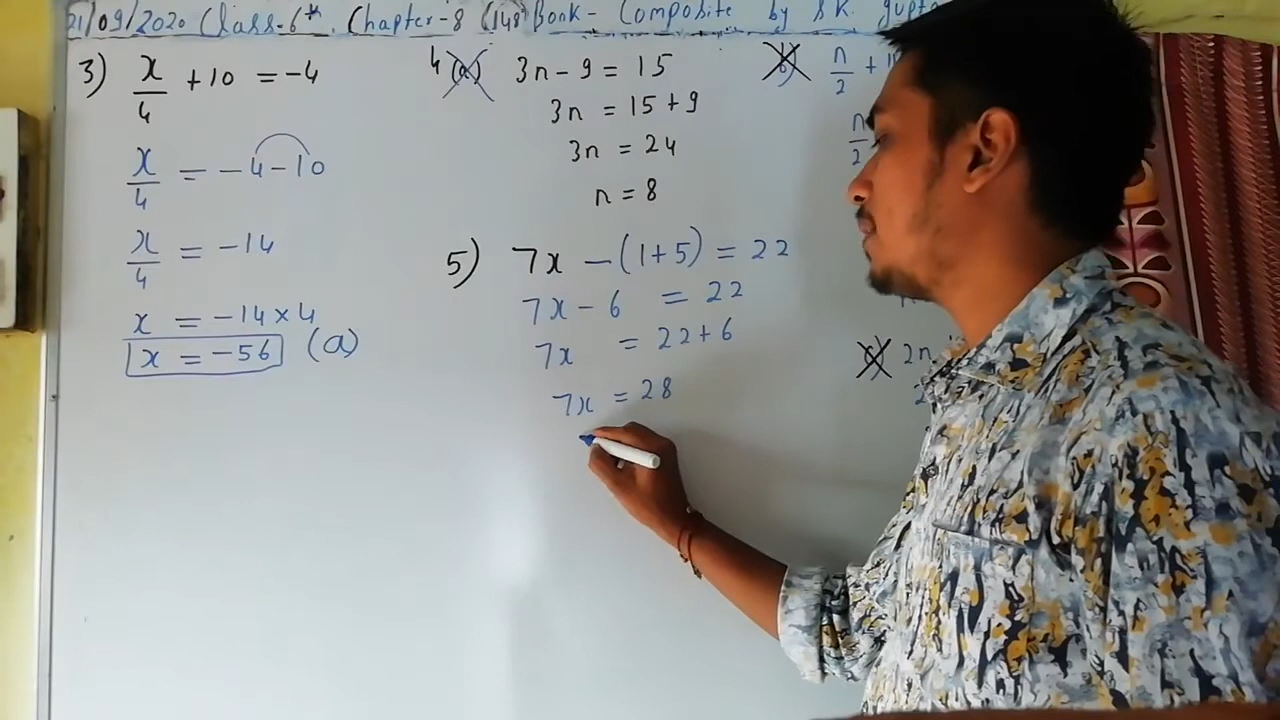 21/09/2020 Class-6th. Chapter-8 (148) Book- Composite by S.K. Gupta
3) x/4 +10 = -4
x/4 = -4-10
x/4 = -14
x = -14×4
x = -56 (a)
4 (a) 3n - 9 = 15
3n = 15 + 9
3n = 24
n = 8
5) 7x - (1+5) = 22
7x - 6 = 22
7x = 22+6
7x = 28
b) n/2 +
n/2
c) 2n
2